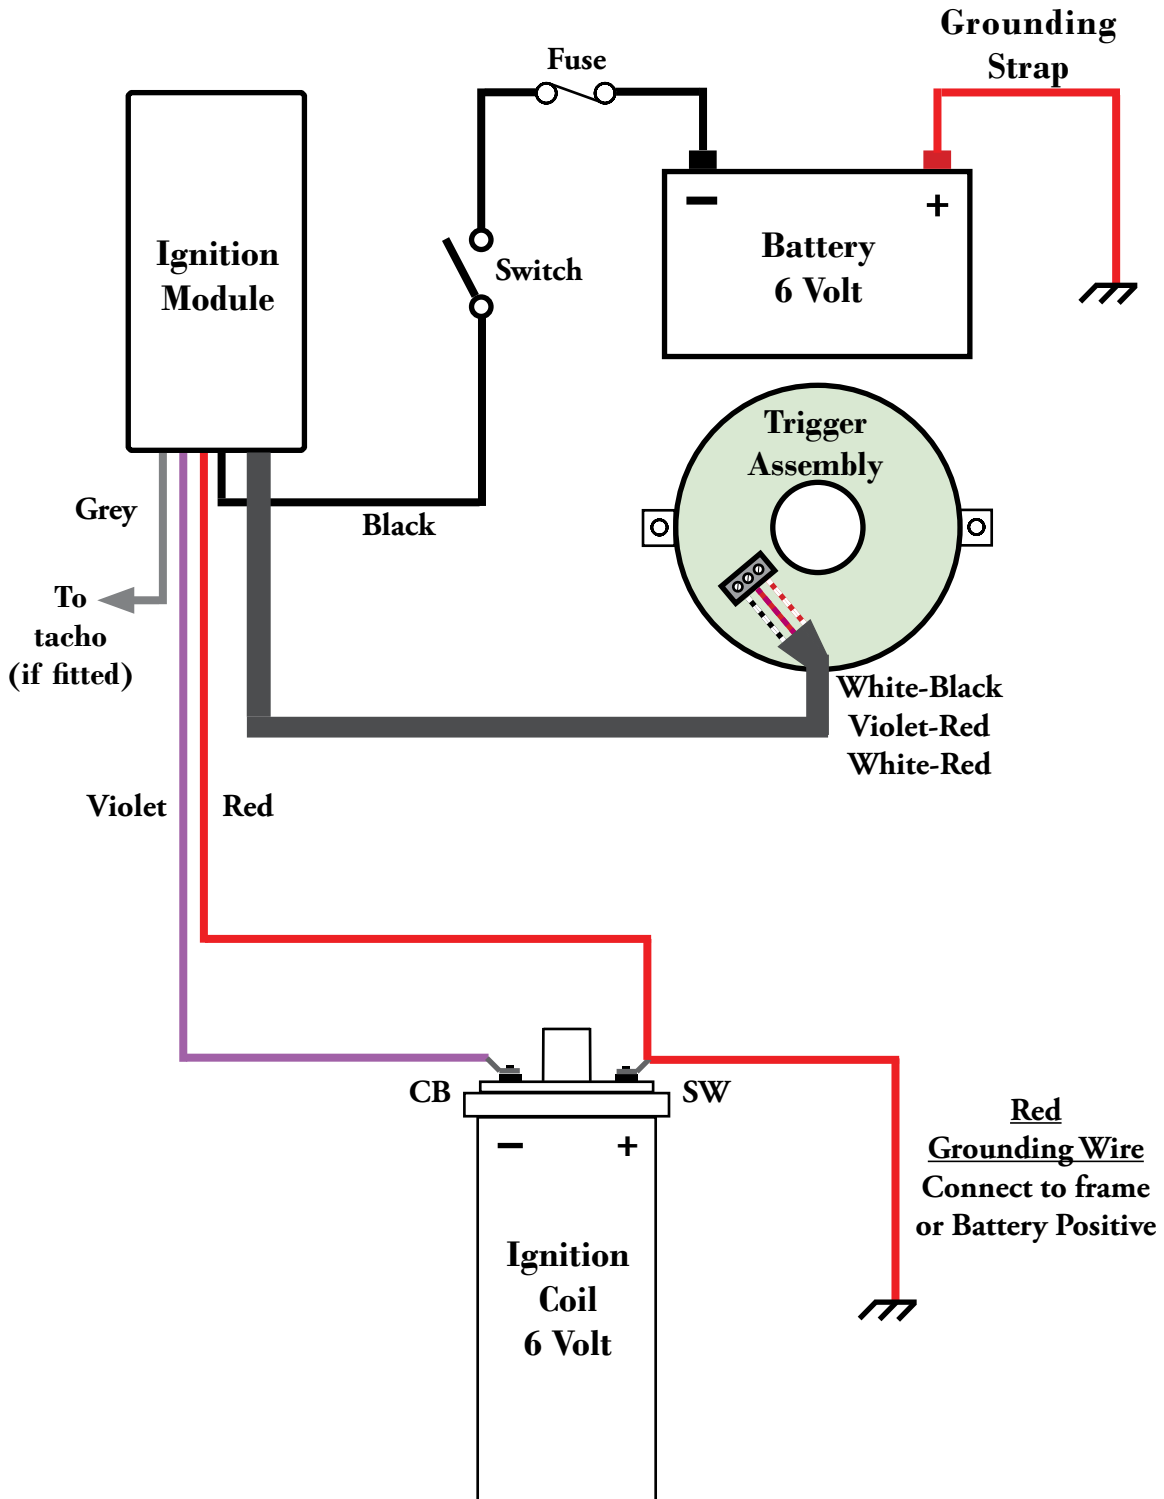 Grounding
Strap
Fuse
Ignition
Module
Switch
Battery
6 Volt
− +
Trigger
Assembly
Grey
Black
To
tacho
(if fitted)
White-Black
Violet-Red
White-Red
Violet
Red
CB
SW
− +
Red
Grounding Wire
Connect to frame
or Battery Positive
Ignition
Coil
6 Volt